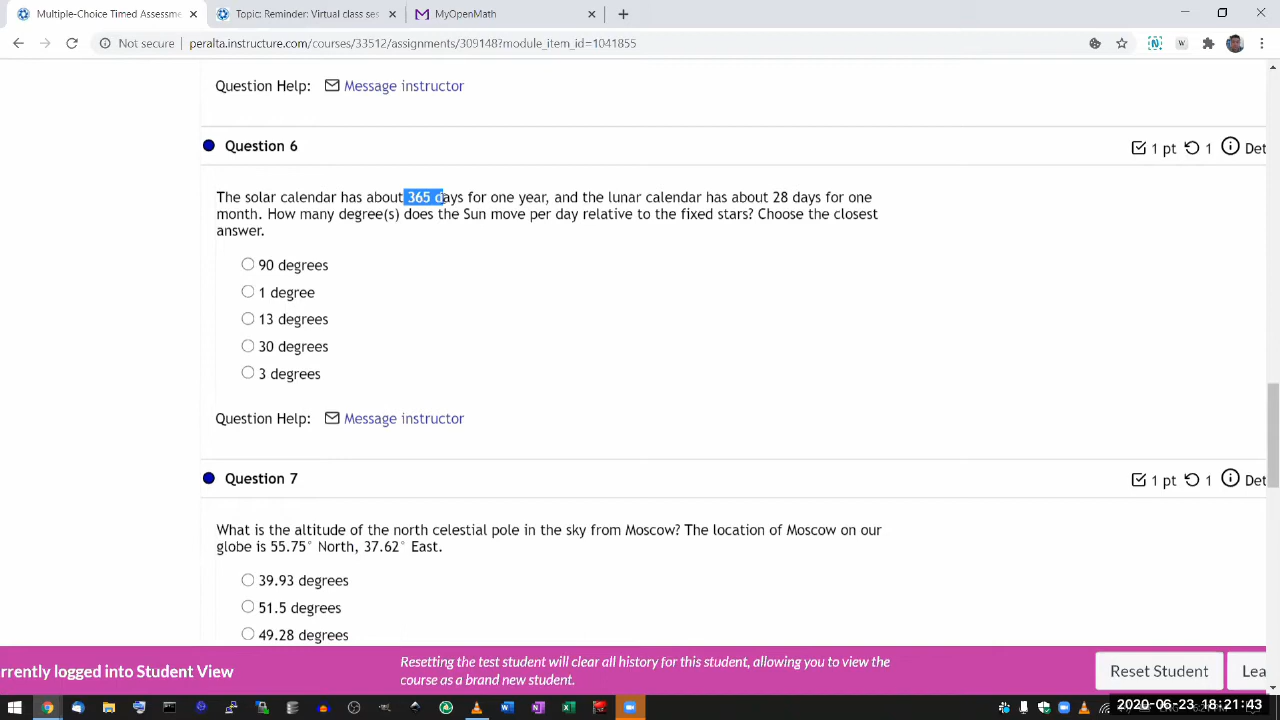 Multiple-Choice Timed Assessm
Topic Reminder: Virtual class ses
MyOpenMath
Not secure
peralta.instructure.com/courses/33512/assignments/309148?module_item_id=1041855
Question Help: Message instructor
Question 6
1 pt 1 Det
The solar calendar has about 365 days for one year, and the lunar calendar has about 28 days for one
month. How many degree(s) does the Sun move per day relative to the fixed stars? Choose the closest
answer.
90 degrees
1 degree
13 degrees
30 degrees
3 degrees
Question Help: Message instructor
Question 7
1 pt 1 Det
What is the altitude of the north celestial pole in the sky from Moscow? The location of Moscow on our
globe is 55.75° North, 37.62° East.
39.93 degrees
51.5 degrees
49.28 degrees
rrently logged into Student View
Resetting the test student will clear all history for this student, allowing you to view the
course as a brand new student.
Reset Student
Lea
2020-06-23 18:21:43